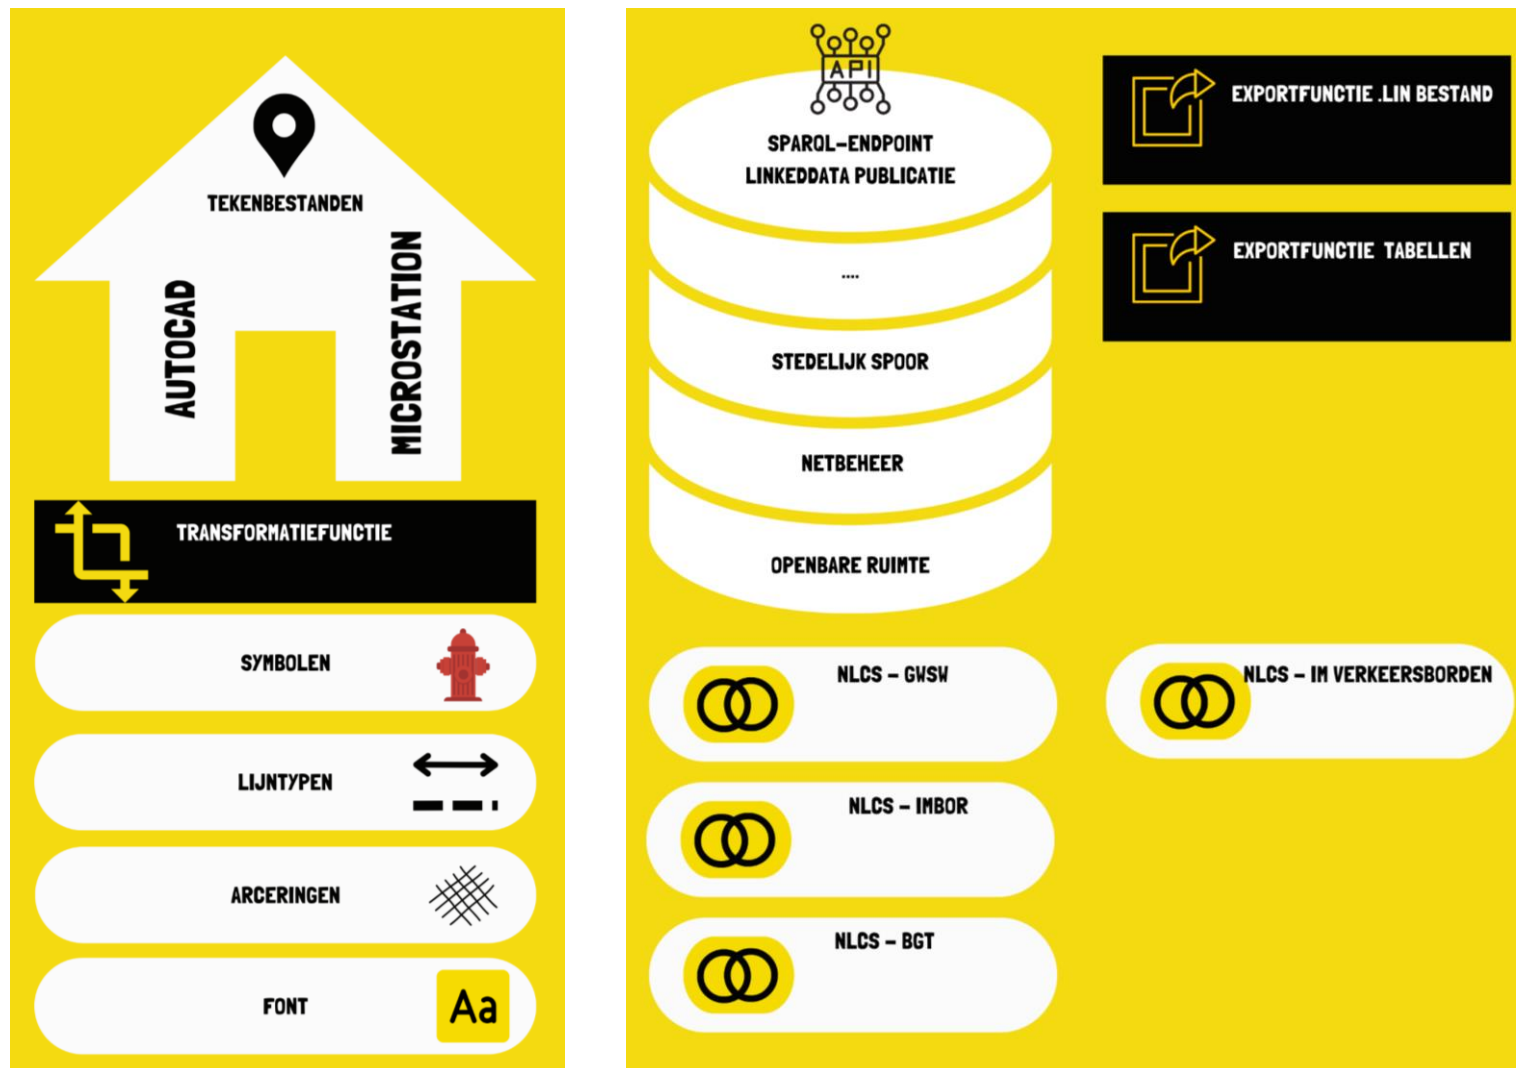 TEKENBESTANDEN
AUTOCAD
MICROSTATION
TRANSFORMATIEFUNCTIE
SYMBOLEN
LIJNTYPEN
ARCERINGEN
FONT
Aa
API
SPARQL-ENDPOINT
LINKEDDATA PUBLICATIE
....
STEDELIJK SPOOR
NETBEHEER
OPENBARE RUIMTE
EXPORTFUNCTIE .LIN BESTAND
EXPORTFUNCTIE TABELLEN
NLCS - GWSW
NLCS - IMBOR
NLCS - BGT
NLCS - IM VERKEERSBORDEN